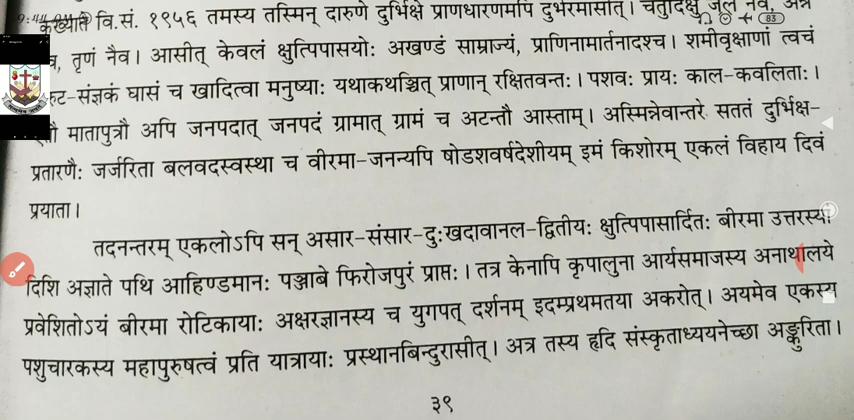 वि.सं. १९५६ तमस्य तस्मिन् दारुणे दुर्भिक्षे प्राणधारणमपि दुर्भरमासीत्। चतुर्दिक्षु जलं नैव, अन्नं
तृणं नैव। आसीत् केवलं क्षुत्पिपासयोः अखण्डं साम्राज्यं, प्राणिनामार्तनादश्च। शमीवृक्षाणां त्वचं
संज्ञकं घासं च खादित्वा मनुष्याः यथाकथञ्चित् प्राणान् रक्षितवन्तः। पशवः प्रायः काल-कवलिताः।
मातापुत्रौ अपि जनपदात् जनपदं ग्रामात् ग्रामं च अटन्तौ आस्ताम्। अस्मिन्नेवान्तरे सततं दुर्भिक्ष-
प्रतारणैः जर्जरिता बलवदस्वस्था च वीरमा-जनन्यपि षोडशवर्षदेशीयम् इमं किशोरम् एकलं विहाय दिवं
प्रयाता।
तदनन्तरम् एकलोऽपि सन् असार-संसार-दुःखदावानल-द्वितीयः क्षुत्पिपासार्दितः बीरमा उत्तरस्यां
दिशि अज्ञाते पथि आहिण्डमानः पञ्जाबे फिरोजपुरं प्राप्तः। तत्र केनापि कृपालुना आर्यसमाजस्य अनाथालये
प्रवेशितोऽयं बीरमा रोटिकायाः अक्षरज्ञानस्य च युगपत् दर्शनम् इदम्प्रथमतया अकरोत्। अयमेव एकस्य
पशुचारकस्य महापुरुषत्वं प्रति यात्रायाः प्रस्थानबिन्दुरासीत्। अत्र तस्य हृदि संस्कृताध्ययनेच्छा अङ्कुरिता।
३९
83